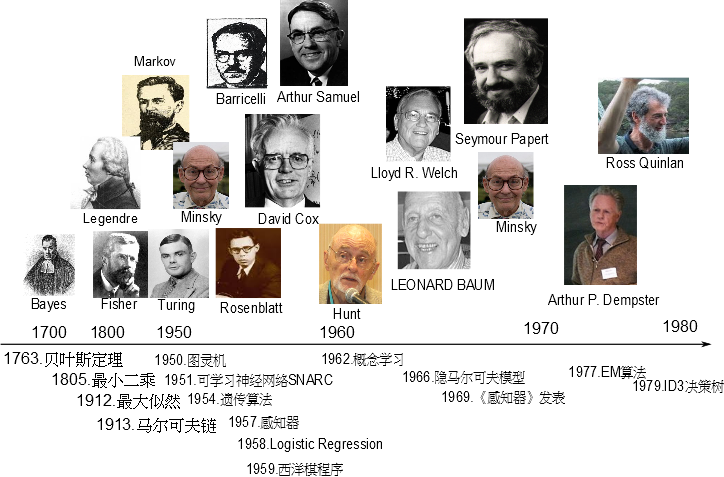 Markov
Barricelli
Arthur Samuel
Seymour Papert
Ross Quinlan
Lloyd R. Welch
Legendre
Minsky
David Cox
Minsky
LEONARD BAUM
Arthur P. Dempster
Bayes
Fisher
Turing
Rosenblatt
Hunt
1700
1800
1950
1960
1970
1980
1763.贝叶斯定理
1950.图灵机
1962.概念学习
1805.最小二乘
1951.可学习神经网络SNARC
1966.隐马尔可夫模型
1977.EM算法
1979.ID3决策树
1912.最大似然
1954.遗传算法
1969.《感知器》发表
1913.马尔可夫链
1957.感知器
1958.Logistic Regression
1959.西洋棋程序